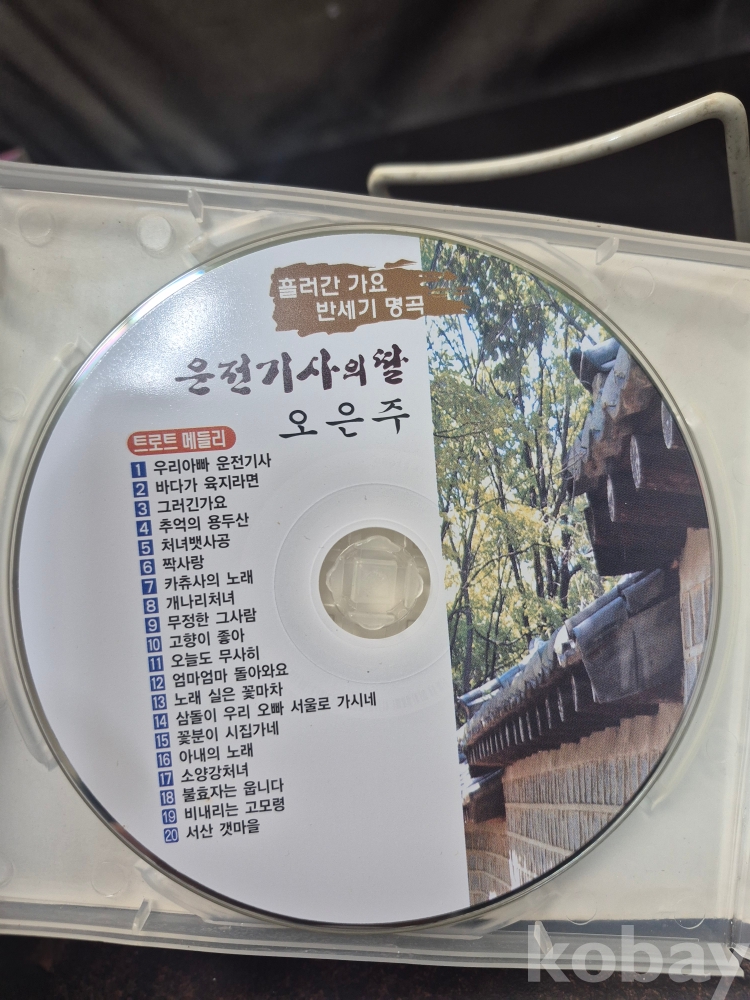 흘러간 가요
반세기 명곡
운전기사의딸
오은주
트로트 메들리
1 우리아빠 운전기사
2 바다가 육지라면
3 그러긴가요
4 추억의 용두산
5 처녀뱃사공
6 짝사랑
7 카츄사의 노래
8 개나리처녀
9 무정한 그사람
10 고향이 좋아
11 오늘도 무사히
12 엄마엄마 돌아와요
13 노래 실은 꽃마차
14 삼돌이 우리 오빠 서울로 가시네
15 꽃분이 시집가네
16 아내의 노래
17 소양강처녀
18 불효자는 웁니다
19 비내리는 고모령
20 서산 갯마을
kobay